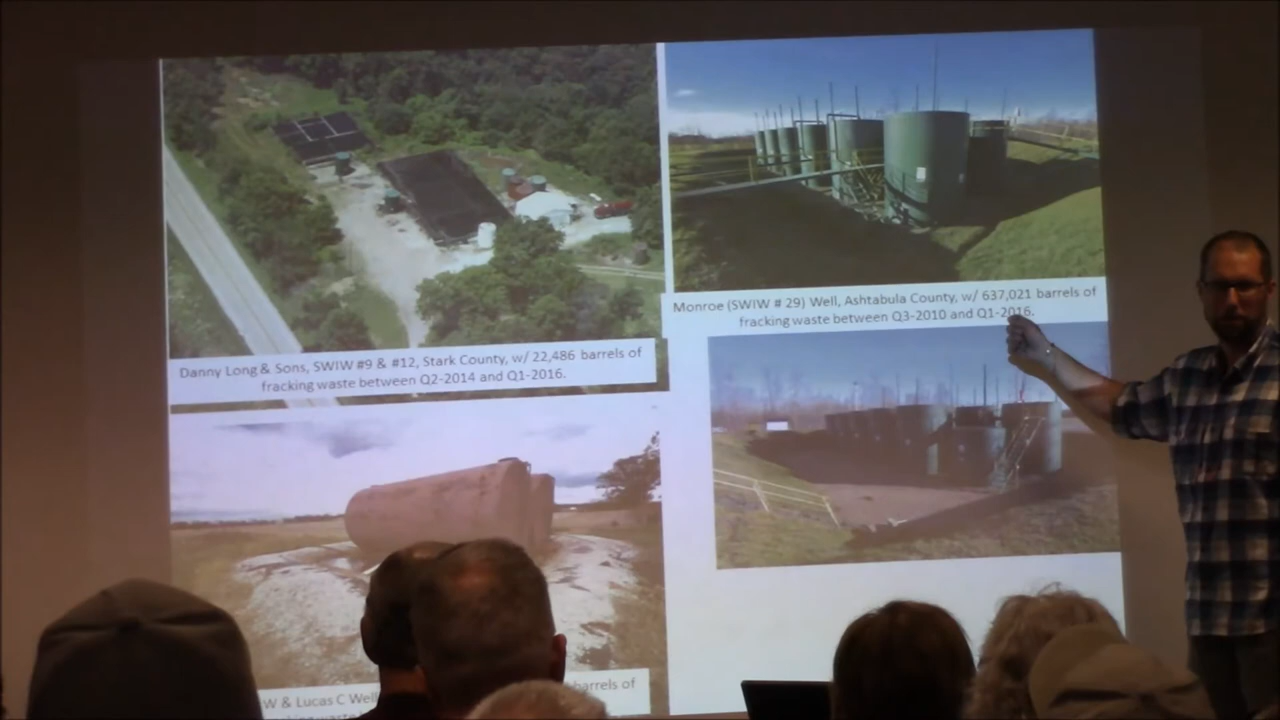 Monroe (SWIW # 29) Well, Ashtabula County, w/ 637,021 barrels of
fracking waste between Q3-2010 and Q1-2016.
Danny Long & Sons, SWIW #9 & #12, Stark County, w/ 22,486 barrels of
fracking waste between Q2-2014 and Q1-2016.
W & Lucas C Well
barrels of